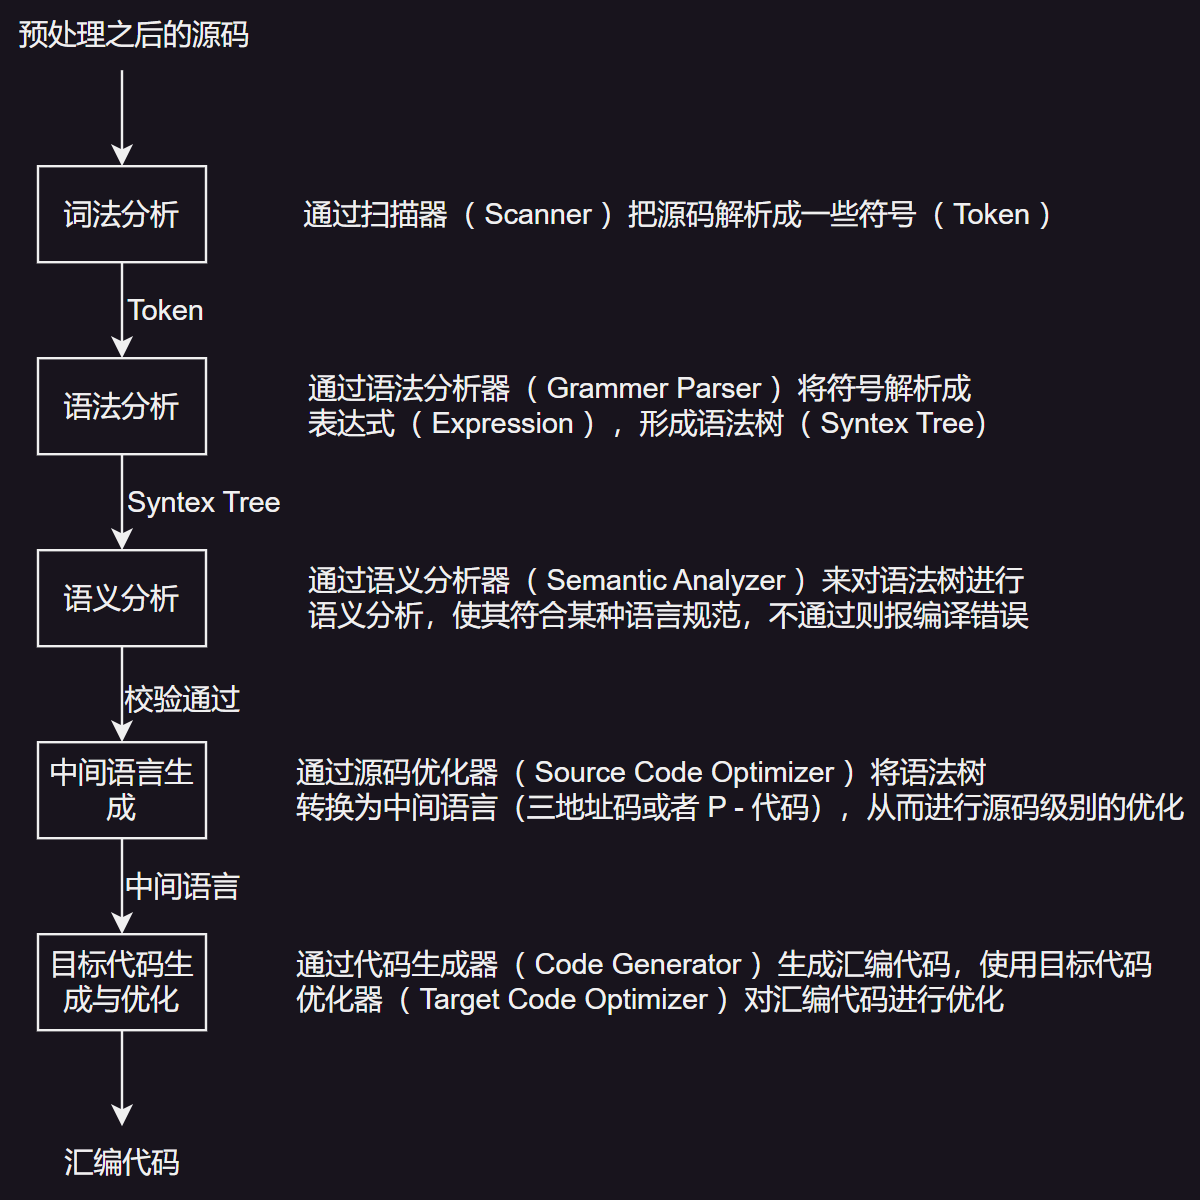 预处理之后的源码
词法分析
通过扫描器（ Scanner ）把源码解析成一些符号（ Token ）
Token
语法分析
通过语法分析器（ Grammer Parser ）将符号解析成
表达式（ Expression ），形成语法树（ Syntex Tree）
Syntex Tree
语义分析
通过语义分析器（ Semantic Analyzer ）来对语法树进行
语义分析，使其符合某种语言规范，不通过则报编译错误
校验通过
中间语言生
成
通过源码优化器（ Source Code Optimizer ）将语法树
转换为中间语言（三地址码或者 P - 代码），从而进行源码级别的优化
中间语言
目标代码生
成与优化
通过代码生成器（ Code Generator ）生成汇编代码，使用目标代码
优化器（ Target Code Optimizer ）对汇编代码进行优化
汇编代码